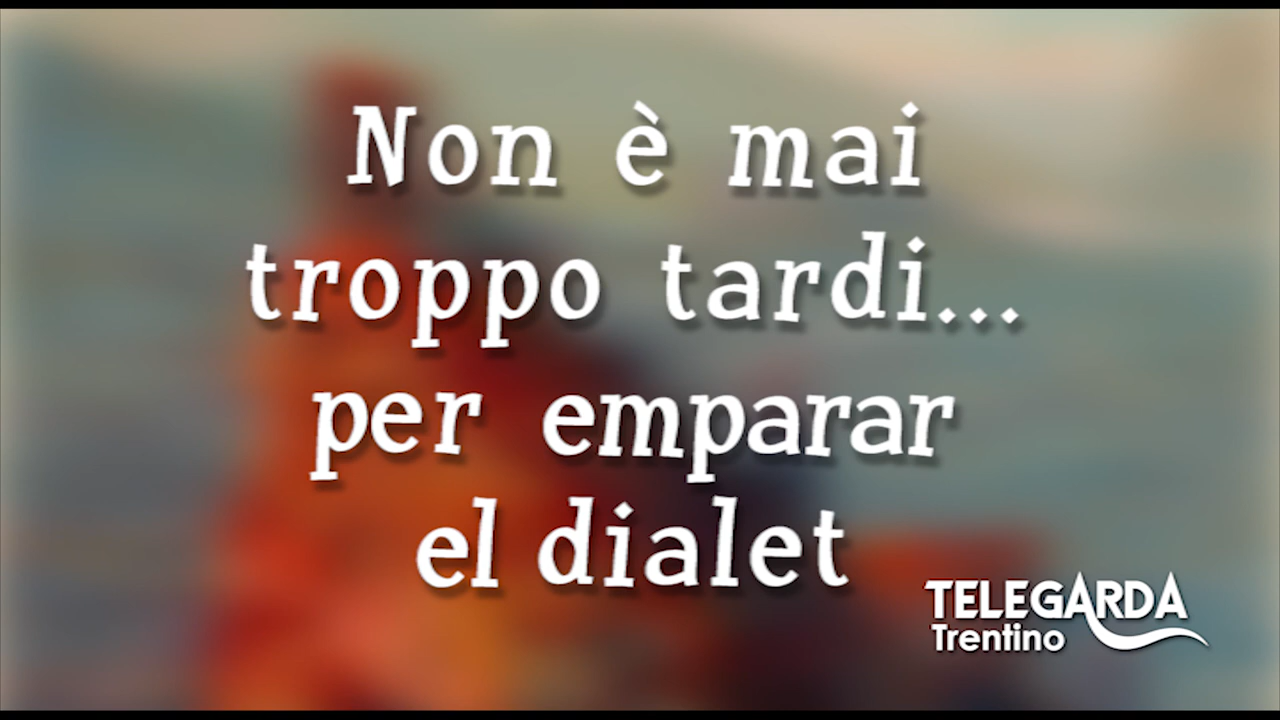 Non è mai
troppo tardi...
per emparar
el dialet
TELEGARDA
Trentino